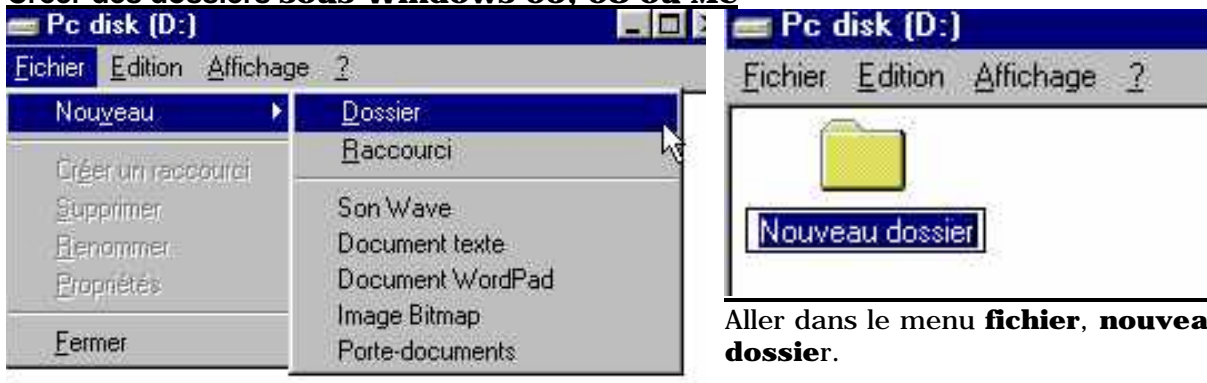 Pc disk (D:)
Fichier Edition Affichage ?
Nouveau
Créer un raccourci
Supprimer
Renommer
Propriétés
Fermer
Dossier
Raccourci
Son Wave
Document texte
Document WordPad
Image Bitmap
Porte-documents
Pc disk (D:)
Fichier Edition Affichage ?
Nouveau dossier
Aller dans le menu fichier, nouvea
dossier.